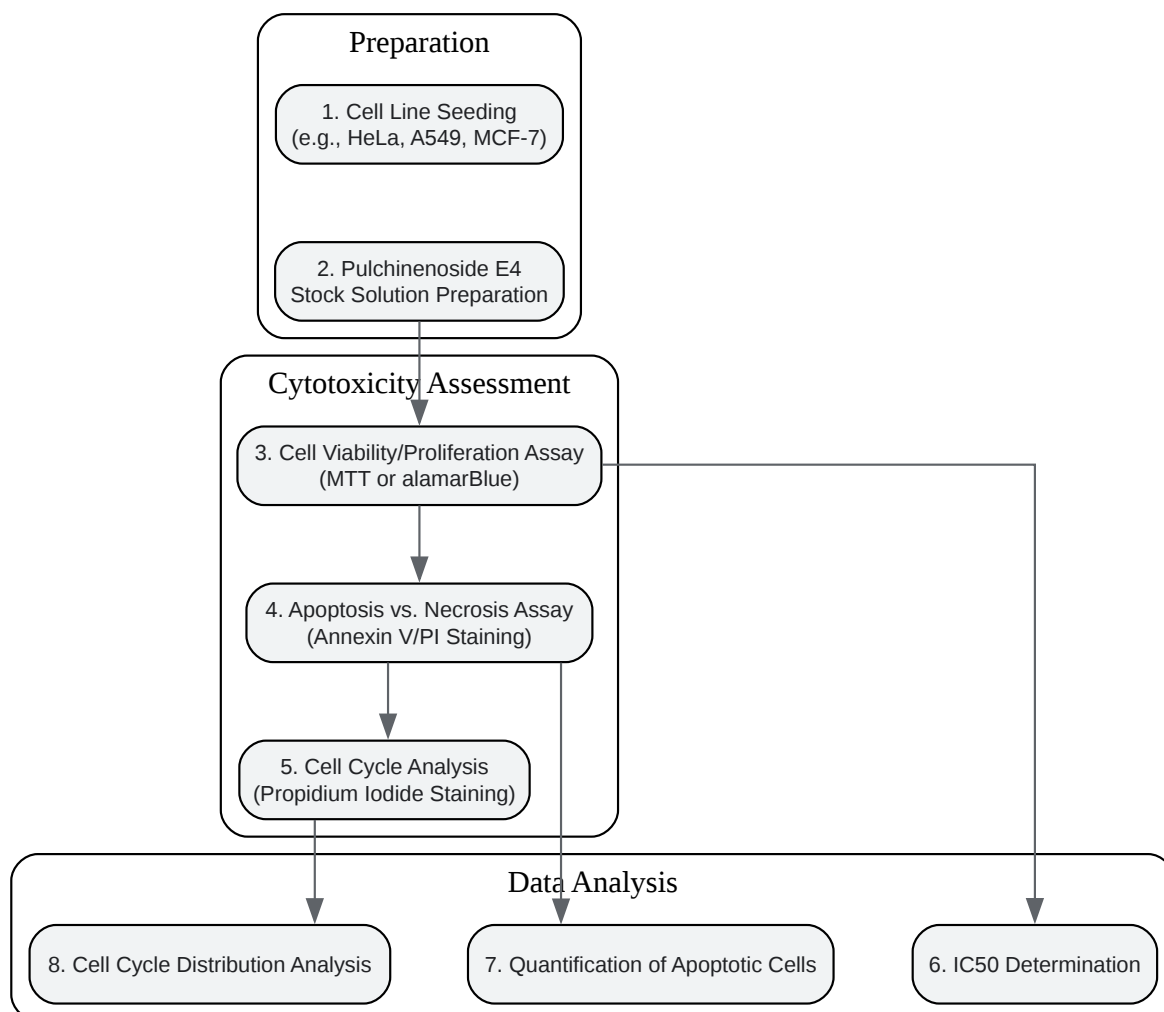 Preparation
1. Cell Line Seeding
(e.g., HeLa, A549, MCF-7)
2. Pulchinenoside E4
Stock Solution Preparation
Cytotoxicity Assessment
3. Cell Viability/Proliferation Assay
(MTT or alamarBlue)
4. Apoptosis vs. Necrosis Assay
(Annexin V/PI Staining)
5. Cell Cycle Analysis
(Propidium Iodide Staining)
Data Analysis
8. Cell Cycle Distribution Analysis
7. Quantification of Apoptotic Cells
6. IC50 Determination